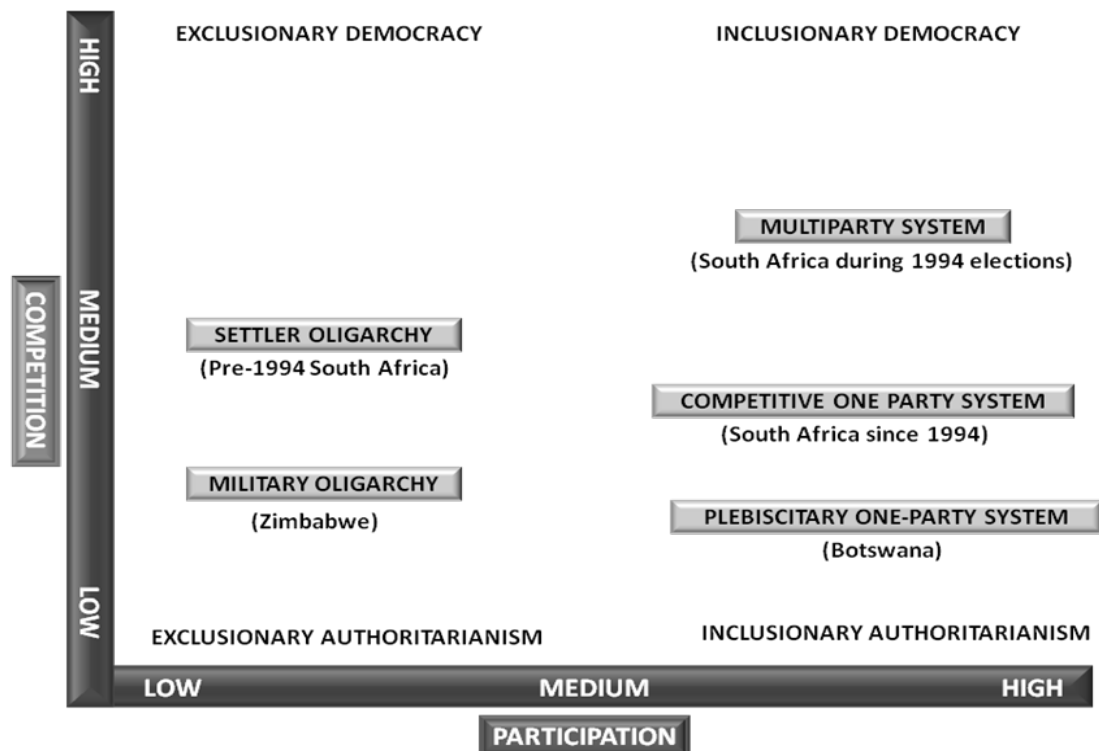 EXCLUSIONARY DEMOCRACY
INCLUSIONARY DEMOCRACY
HIGH
MULTIPARTY SYSTEM
(South Africa during 1994 elections)
COMPETITION
MEDIUM
SETTLER OLIGARCHY
(Pre-1994 South Africa)
COMPETITIVE ONE PARTY SYSTEM
(South Africa since 1994)
MILITARY OLIGARCHY
(Zimbabwe)
PLEBISCITARY ONE-PARTY SYSTEM
(Botswana)
LOW
EXCLUSIONARY AUTHORITARIANISM
INCLUSIONARY AUTHORITARIANISM
LOW
MEDIUM
HIGH
PARTICIPATION